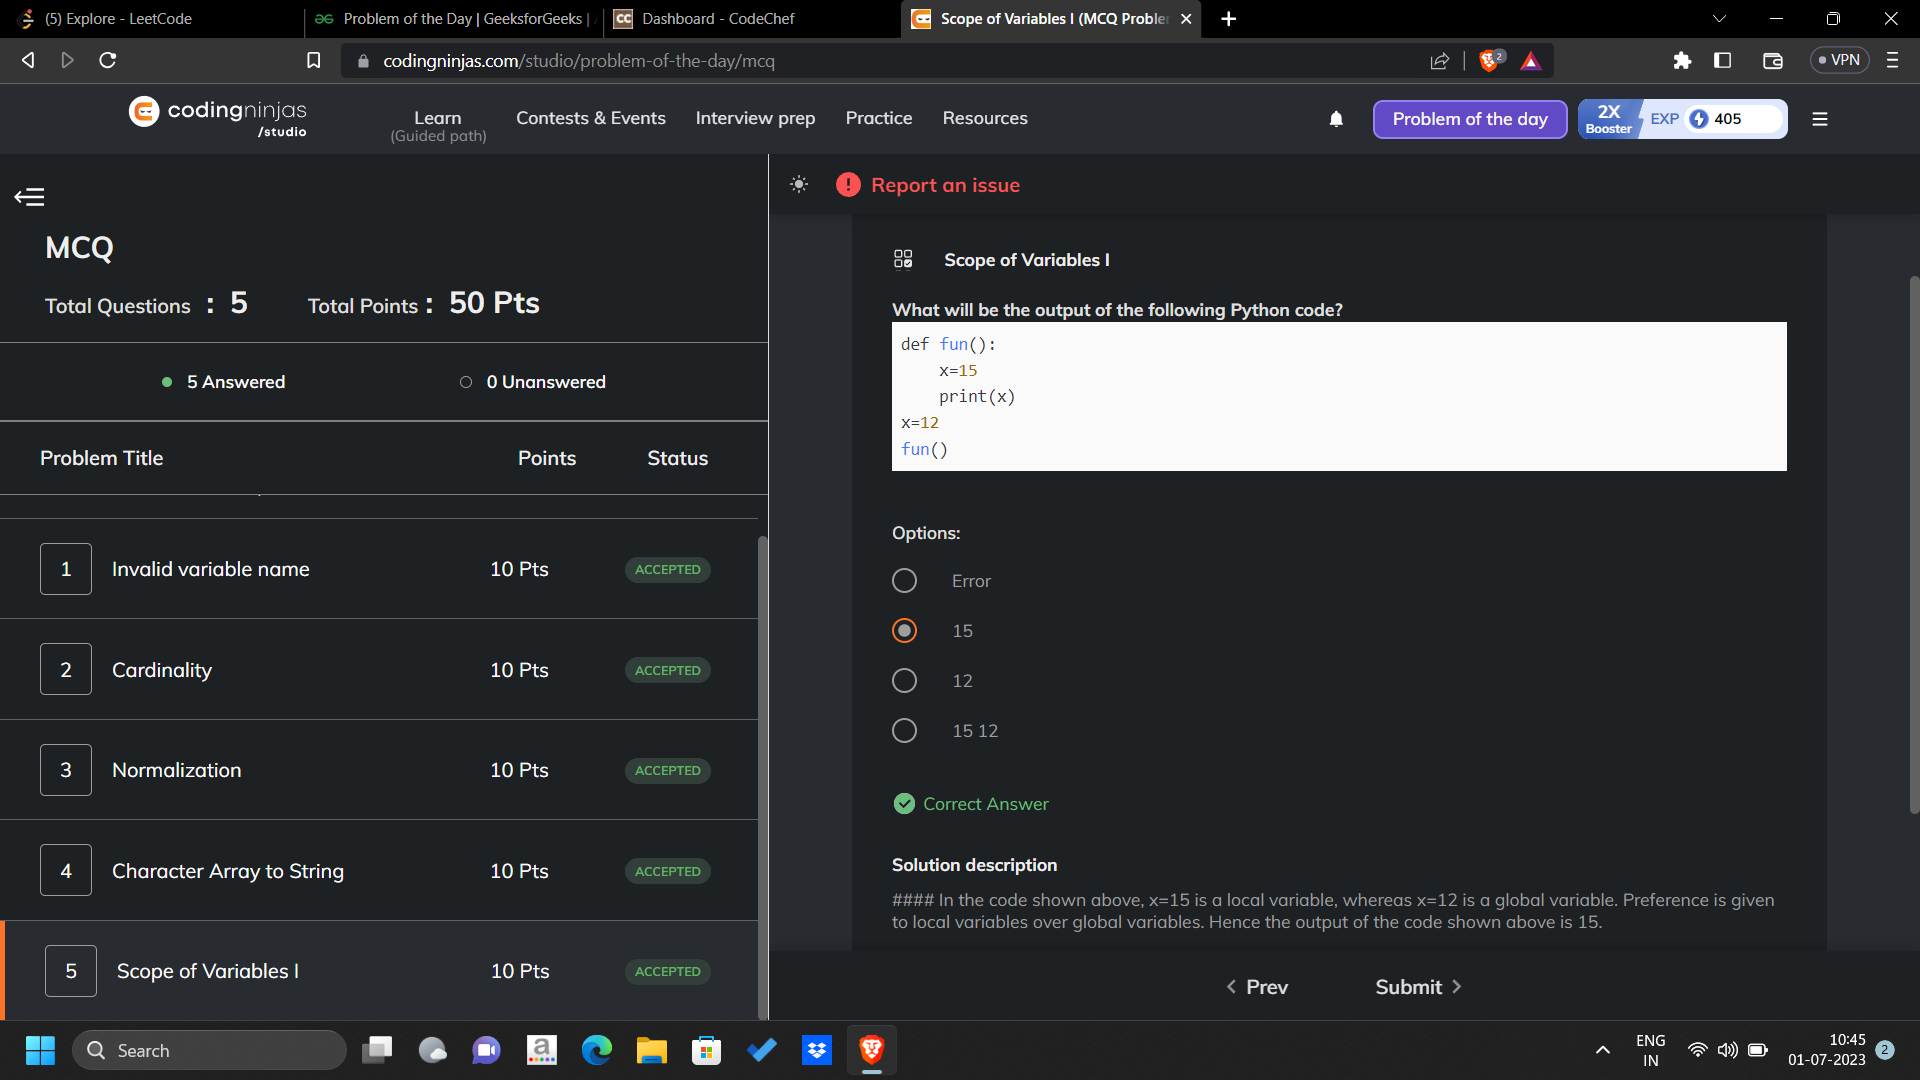 (5) Explore - LeetCode
Problem of the Day | GeeksforGeeks |
Dashboard - CodeChef
Scope of Variables I (MCQ Proble
codingninjas.com/studio/problem-of-the-day/mcq
2
VPN
codingninjas
/studio
Learn
(Guided path)
Contests & Events
Interview prep
Practice
Resources
Problem of the day
2X
Booster
EXP
405
MCQ
Total Questions : 5
Total Points : 50 Pts
5 Answered
0 Unanswered
Problem Title
Points
Status
1 Invalid variable name 10 Pts ACCEPTED
2 Cardinality 10 Pts ACCEPTED
3 Normalization 10 Pts ACCEPTED
4 Character Array to String 10 Pts ACCEPTED
5 Scope of Variables I 10 Pts ACCEPTED
Report an issue
Scope of Variables I
What will be the output of the following Python code?
def fun():
    x=15
    print(x)
x=12
fun()
Options:
Error
15
12
15 12
Correct Answer
Solution description
#### In the code shown above, x=15 is a local variable, whereas x=12 is a global variable. Preference is given
to local variables over global variables. Hence the output of the code shown above is 15.
Prev
Submit
Search
ENG
IN
10:45
01-07-2023
2